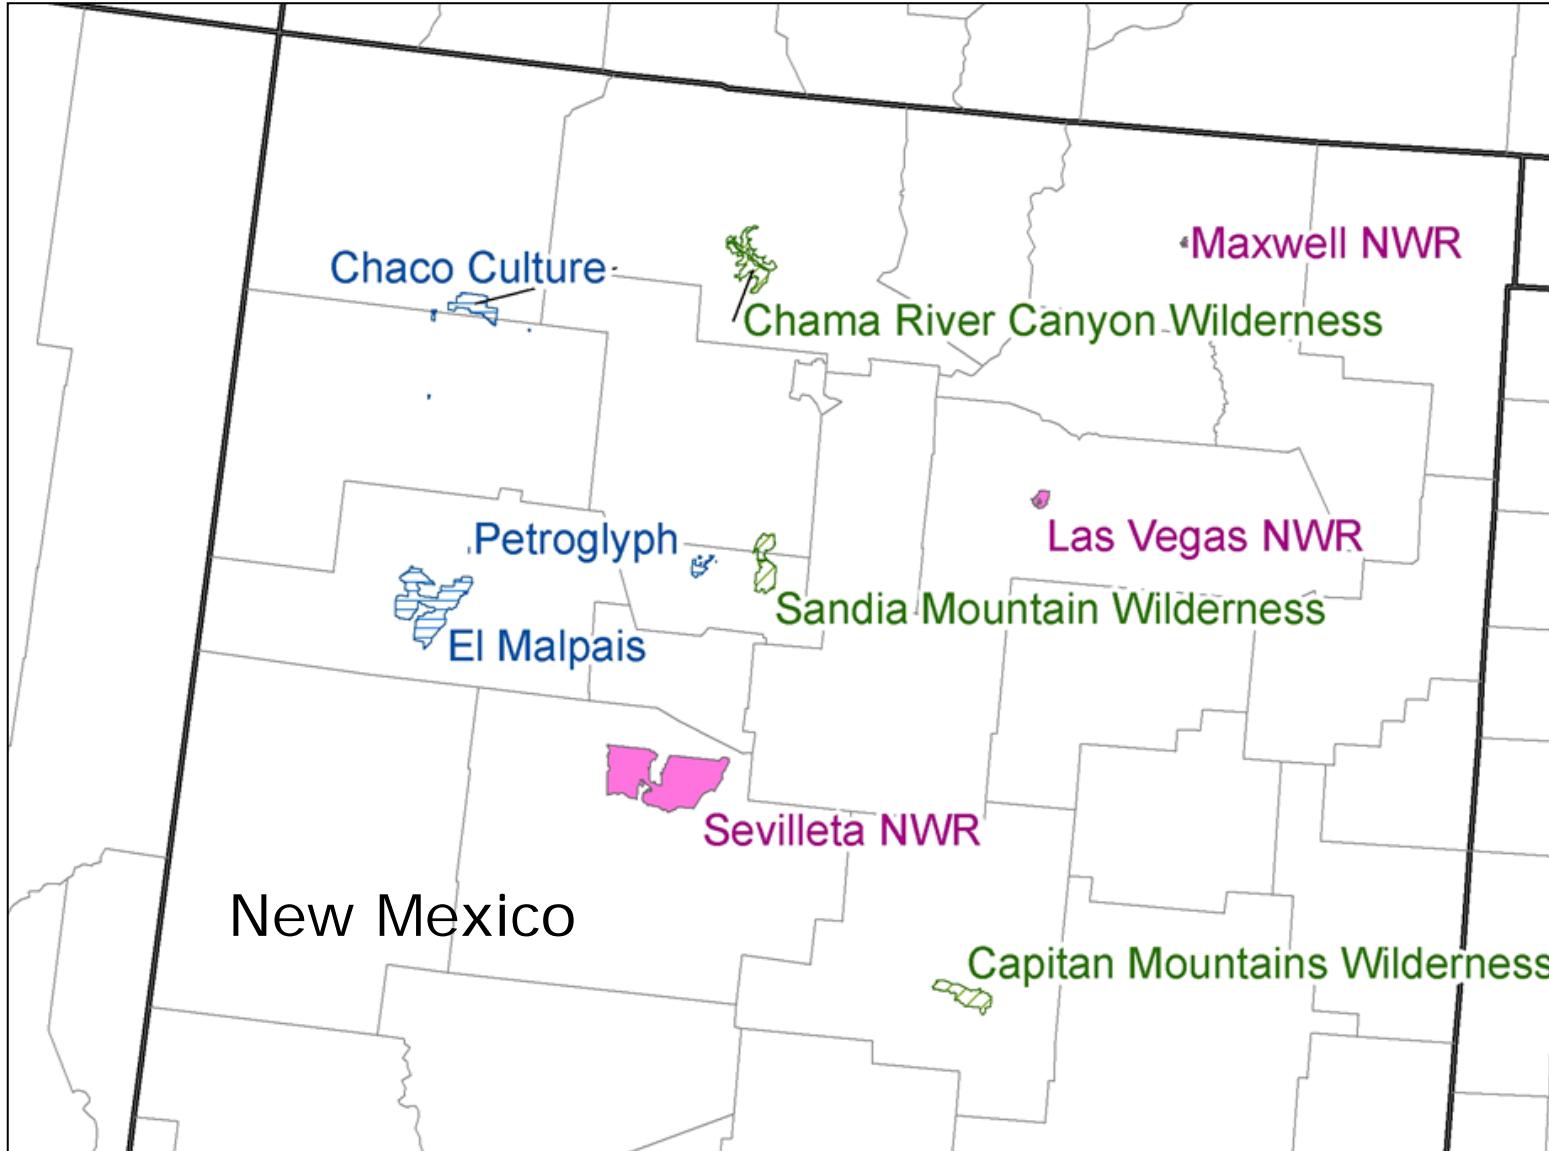 Maxwell NWR
Chaco Culture
Chama River Canyon Wilderness
Las Vegas NWR
Petroglyph
Sandia Mountain Wilderness
El Malpais
Sevilleta NWR
New Mexico
Capitan Mountains Wilderness